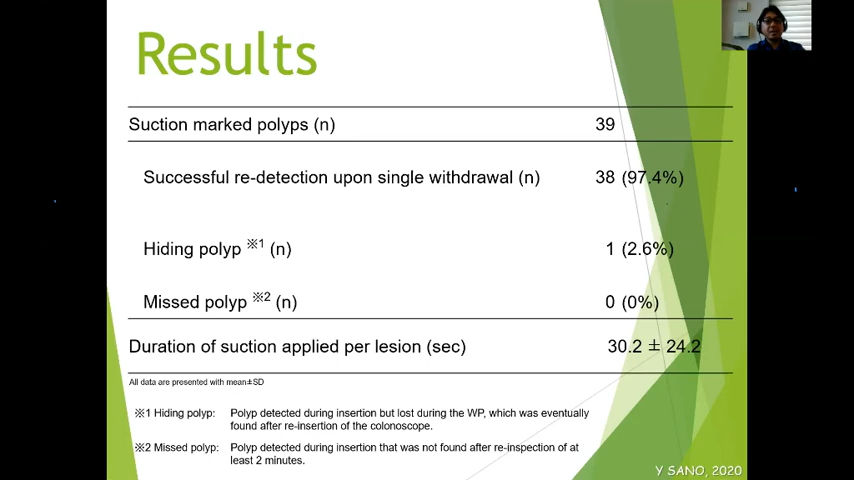 Results
Suction marked polyps (n) 39
Successful re-detection upon single withdrawal (n) 38 (97.4%)
Hiding polyp ※1 (n) 1 (2.6%)
Missed polyp ※2 (n) 0 (0%)
Duration of suction applied per lesion (sec) 30.2 ± 24.2
All data are presented with mean±SD
※1 Hiding polyp: Polyp detected during insertion but lost during the WP, which was eventually
found after re-insertion of the colonoscope.
※2 Missed polyp: Polyp detected during insertion that was not found after re-inspection of at
least 2 minutes.
Y SANO, 2020